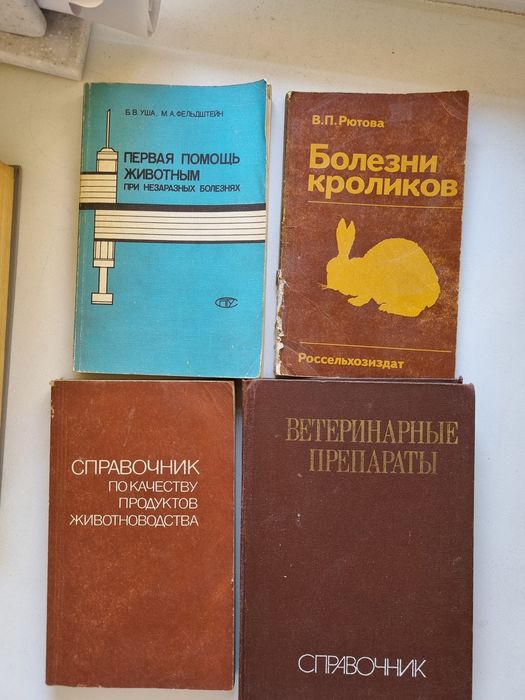 Б. В. УША, М. А. ФЕЛЬДШТЕЙН
ПЕРВАЯ ПОМОЩЬ
ЖИВОТНЫМ
ПРИ НЕЗАРАЗНЫХ БОЛЕЗНЯХ
ПТУ
В. П. Рютова
Болезни
кроликов
Россельхозиздат
СПРАВОЧНИК
ПО КАЧЕСТВУ
ПРОДУКТОВ
ЖИВОТНОВОДСТВА
ВЕТЕРИНАРНЫЕ
ПРЕПАРАТЫ
СПРАВОЧНИК